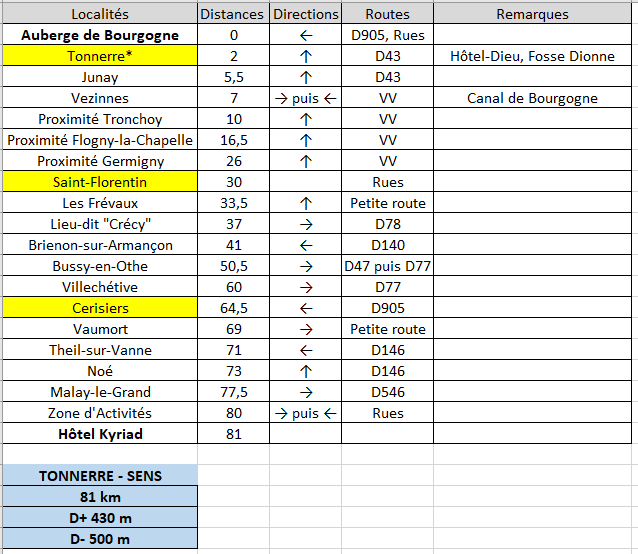 Localités Distances Directions Routes Remarques
Auberge de Bourgogne 0 ← D905, Rues
Tonnerre* 2 ↑ D43 Hôtel-Dieu, Fosse Dionne
Junay 5,5 ↑ D43
Vezinnes 7 → puis ← VV Canal de Bourgogne
Proximité Tronchoy 10 ↑ VV
Proximité Flogny-la-Chapelle 16,5 ↑ VV
Proximité Germigny 26 ↑ VV
Saint-Florentin 30 Rues
Les Frévaux 33,5 ↑ Petite route
Lieu-dit "Crécy" 37 → D78
Brienon-sur-Armançon 41 ← D140
Bussy-en-Othe 50,5 → D47 puis D77
Villechétive 60 → D77
Cerisiers 64,5 ← D905
Vaumort 69 → Petite route
Theil-sur-Vanne 71 ← D146
Noé 73 ↑ D146
Malay-le-Grand 77,5 → D546
Zone d'Activités 80 → puis ← Rues
Hôtel Kyriad 81
TONNERRE - SENS
81 km
D+ 430 m
D- 500 m